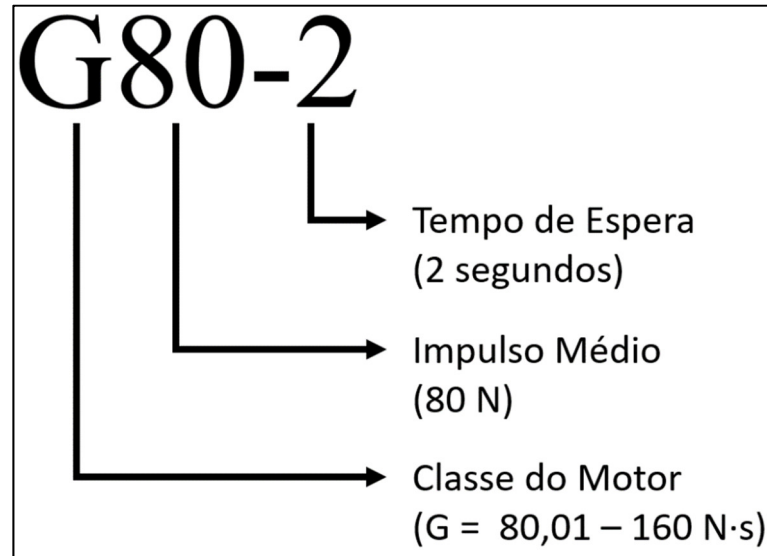 G80-2
Tempo de Espera
(2 segundos)
Impulso Médio
(80 N)
Classe do Motor
(G =  80,01 – 160 N·s)